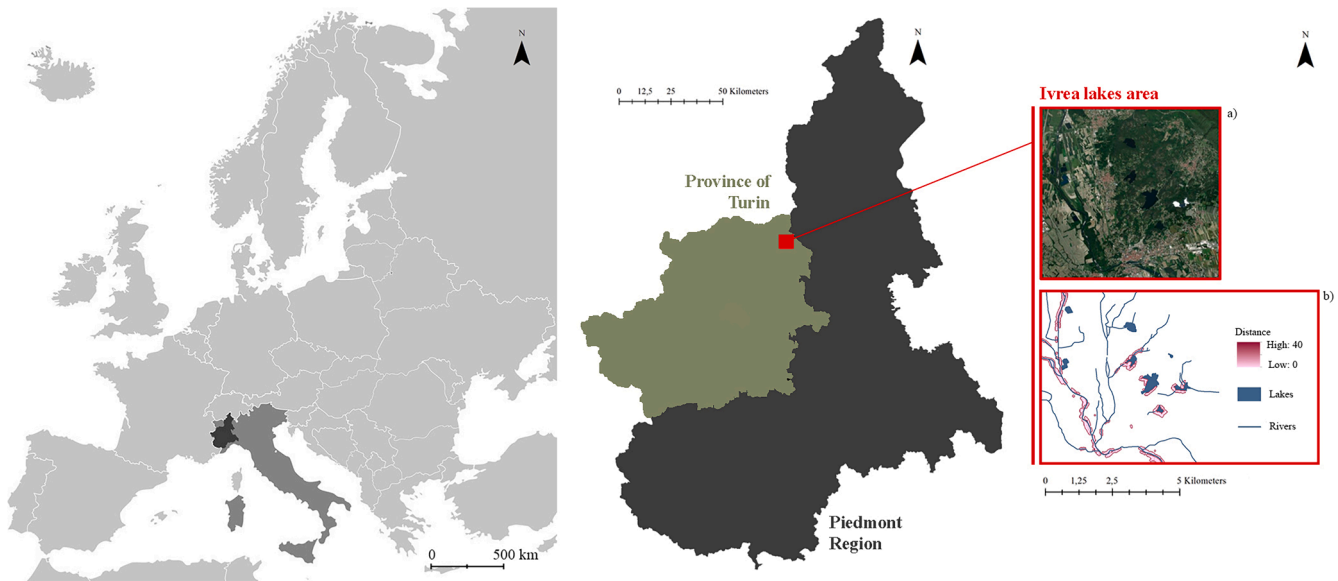 N
0 500 km
N
0 12,5 25 50 Kilometers
Province of
Turin
Piedmont
Region
N
Ivrea lakes area
a)
b)
Distance
High: 40
Low: 0
Lakes
Rivers
0 1,25 2,5 5 Kilometers